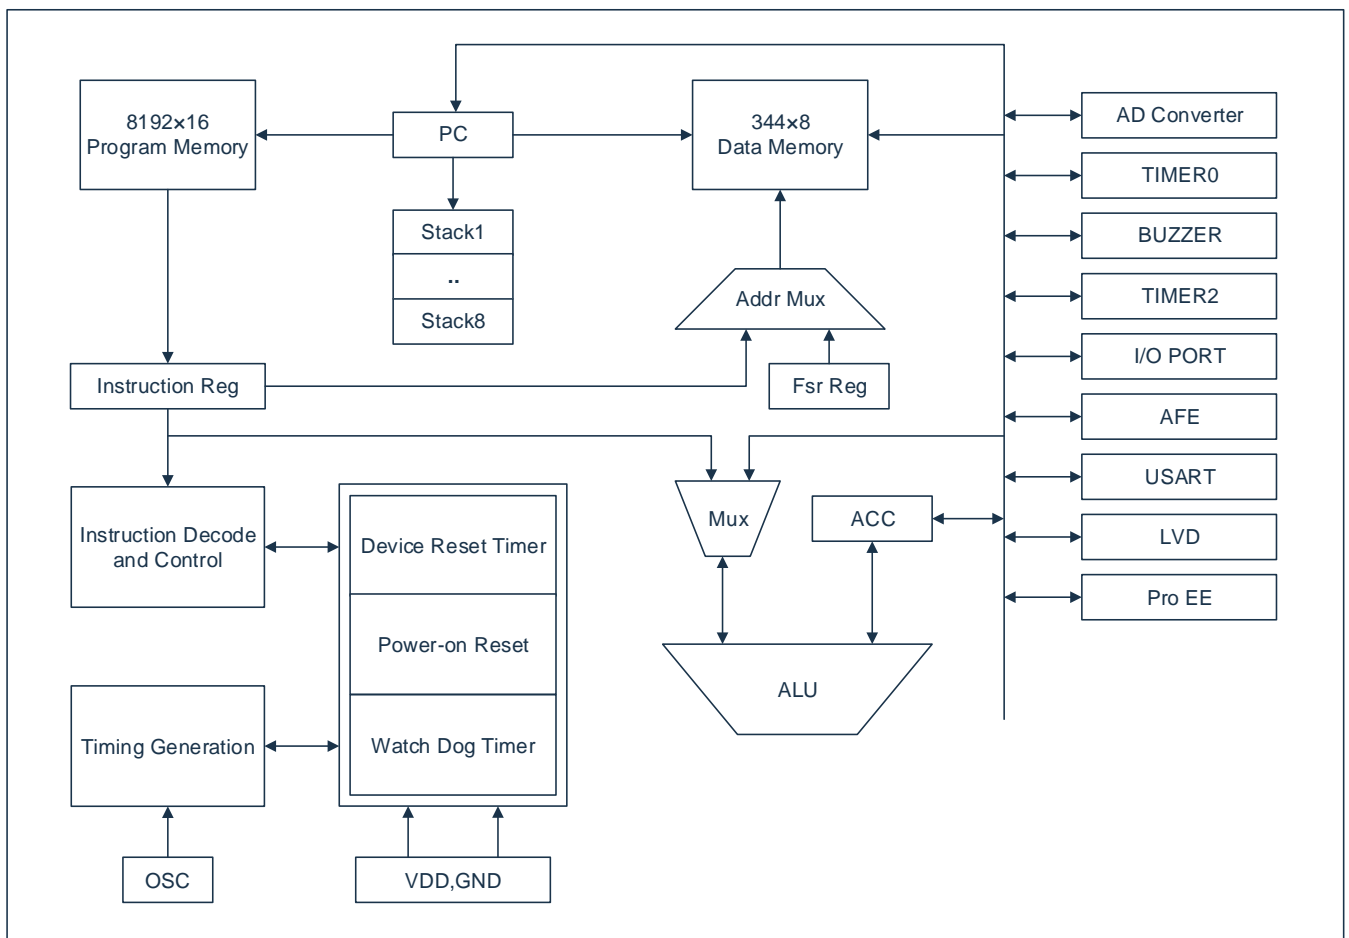 8192×16
Program Memory
PC
344×8
Data Memory
AD Converter
TIMER0
BUZZER
TIMER2
I/O PORT
AFE
USART
LVD
Pro EE
Stack1
..
Stack8
Addr Mux
Instruction Reg
Fsr Reg
Instruction Decode
and Control
Device Reset Timer
Power-on Reset
Watch Dog Timer
Mux
ACC
ALU
Timing Generation
OSC
VDD,GND